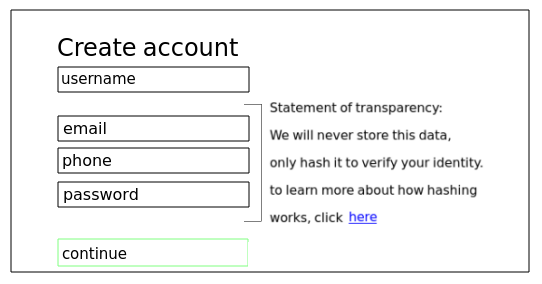 Create account
username
email
phone
password
Statement of transparency:
We will never store this data,
only hash it to verify your identity.
to learn more about how hashing
works, click here
continue